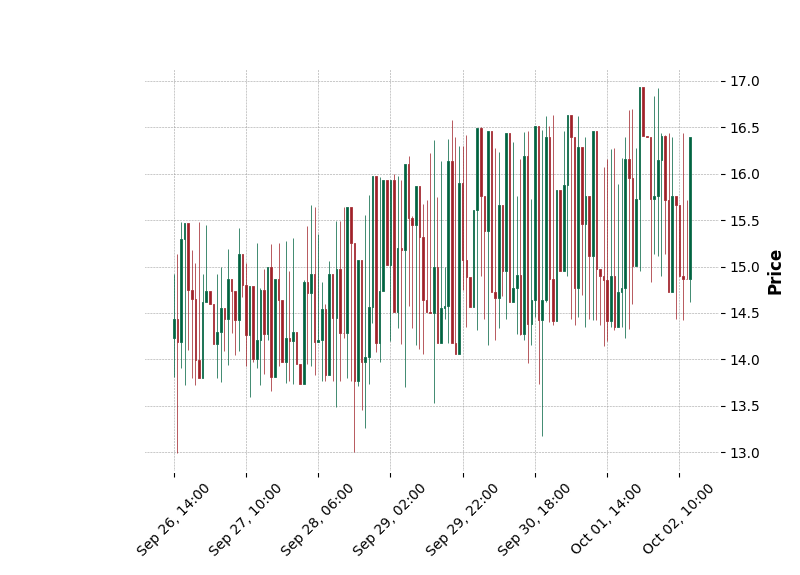 17.0
16.5
16.0
15.5
15.0
14.5
14.0
13.5
13.0
Price
Sep 26, 14:00
Sep 27, 10:00
Sep 28, 06:00
Sep 29, 02:00
Sep 29, 22:00
Sep 30, 18:00
Oct 01, 14:00
Oct 02, 10:00